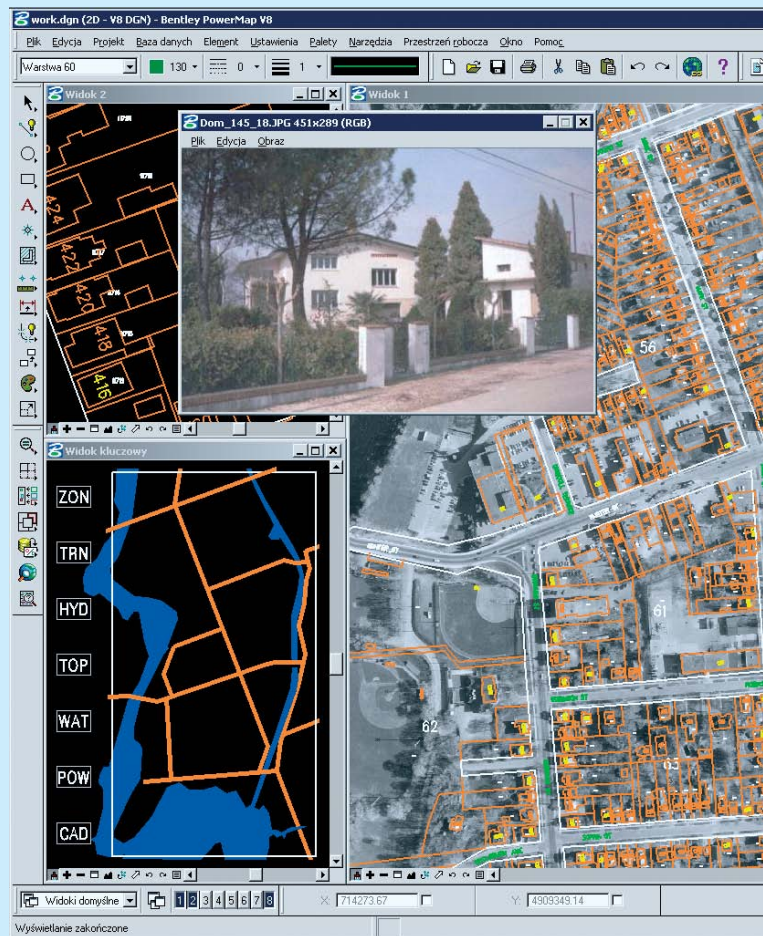 work.dgn (2D - V8 DGN) - Bentley PowerMap V8
Plik Edycja Projekt Baza danych Element Ustawienia Palety Narzędzia Przestrzeń robocza Okno Pomoc
Warstwa 60 130 0 1
Widok 2
Widok 1
Dom_145_18.JPG 451x289 (RGB)
Plik Edycja Obraz
424
422
420
418
416
56
61
62
63
Widok kluczowy
ZON
TRN
HYD
TOP
WAT
POW
CAD
Widoki domyślne 1 2 3 4 5 6 7 8 X: 714273.67 Y: 4909349.14
Wyświetlanie zakończone